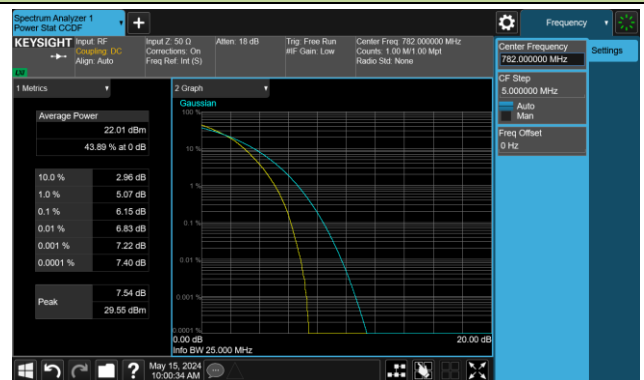 Spectrum Analyzer 1
Power Stat CCDF
+
Frequency
KEYSIGHT
Input: RF
Coupling: DC
Align: Auto
Input Z: 50 Ω
Corrections: On
Freq Ref: Int (S)
Atten: 18 dB
Trig: Free Run
#IF Gain: Low
Center Freq: 782.000000 MHz
Counts: 1.00 M/1.00 Mpt
Radio Std: None
Center Frequency
782.000000 MHz
Settings
CF Step
5.000000 MHz
Auto
Man
Freq Offset
0 Hz
1 Metrics
Average Power
22.01 dBm
43.89 % at 0 dB
10.0 % 2.96 dB
1.0 % 5.07 dB
0.1 % 6.15 dB
0.01 % 6.83 dB
0.001 % 7.22 dB
0.0001 % 7.40 dB
Peak
7.54 dB
29.55 dBm
2 Graph
Gaussian
100 %
10 %
1 %
0.1 %
0.01 %
0.001 %
0.0001 %
0.00 dB 20.00 dB
Info BW 25.000 MHz
?
May 15, 2024
10:00:34 AM